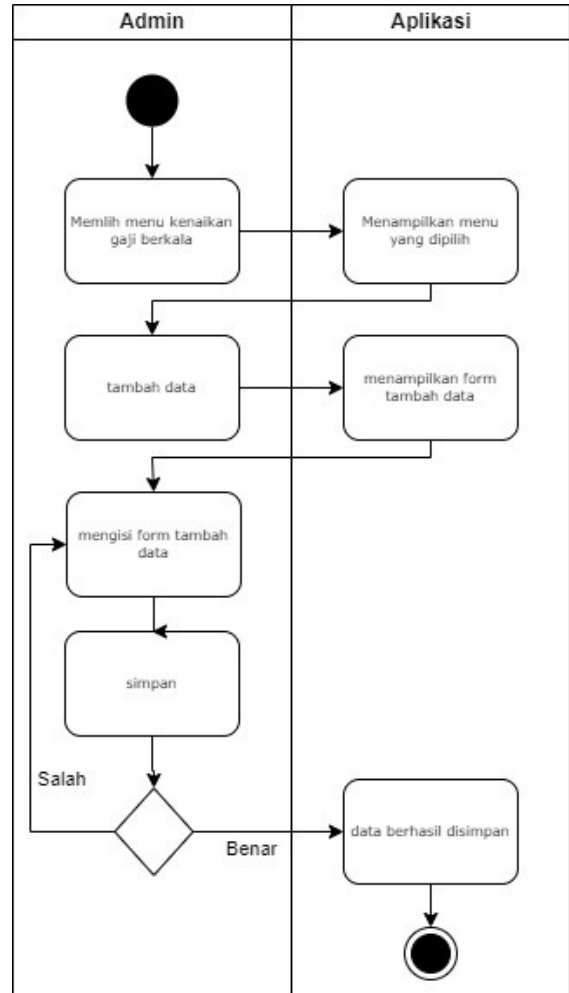 Admin
Aplikasi
Memlih menu kenaikan
gaji berkala
Menampilkan menu
yang dipilih
tambah data
menampilkan form
tambah data
mengisi form tambah
data
simpan
Salah
Benar
data berhasil disimpan